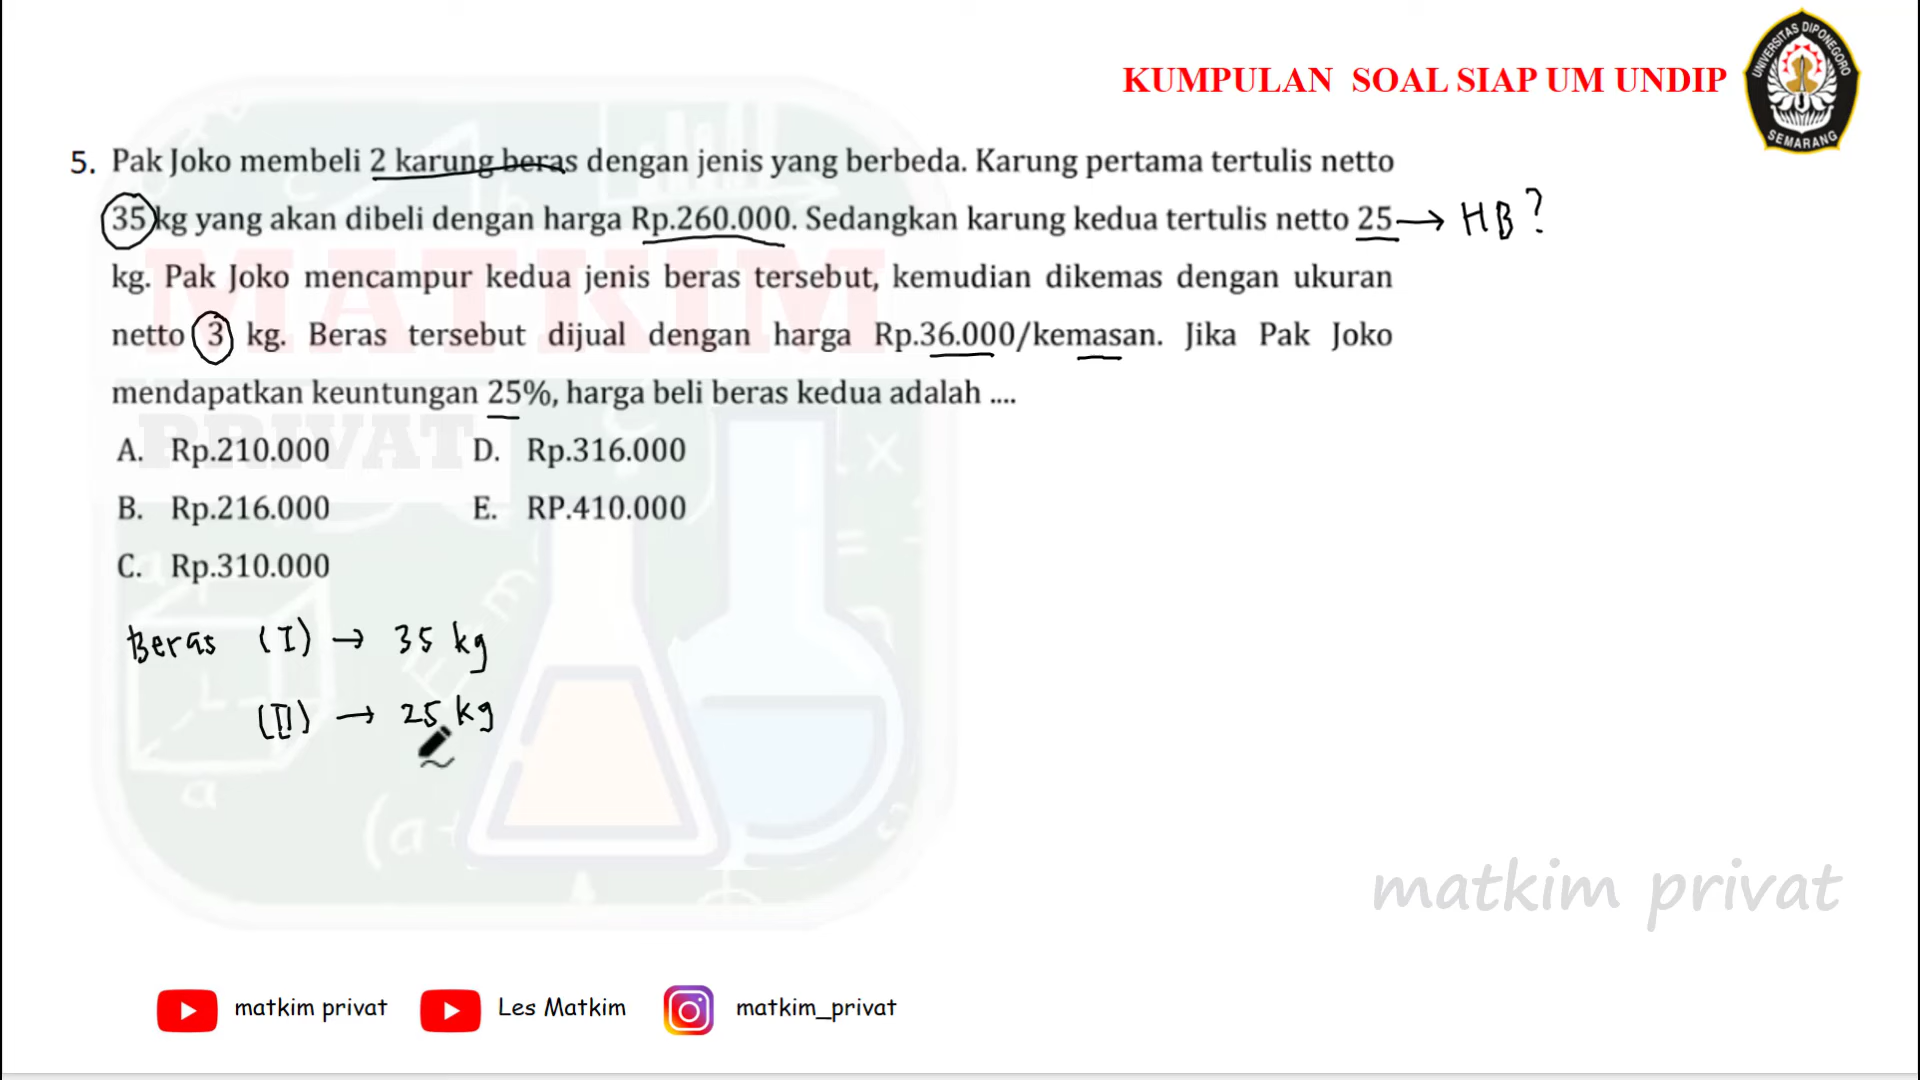 KUMPULAN SOAL SIAP UM UNDIP
UNIVERSITAS DIPONEGORO
SEMARANG
5. Pak Joko membeli 2 karung beras dengan jenis yang berbeda. Karung pertama tertulis netto
35 kg yang akan dibeli dengan harga Rp.260.000. Sedangkan karung kedua tertulis netto 25 → HB?
kg. Pak Joko mencampur kedua jenis beras tersebut, kemudian dikemas dengan ukuran
netto 3 kg. Beras tersebut dijual dengan harga Rp.36.000/kemasan. Jika Pak Joko
mendapatkan keuntungan 25%, harga beli beras kedua adalah ....
A. Rp.210.000 D. Rp.316.000
B. Rp.216.000 E. RP.410.000
C. Rp.310.000
MATKIM
PRIVAT
Beras (I) → 35 kg
(II) → 25 kg
matkim privat
matkim privat Les Matkim matkim_privat